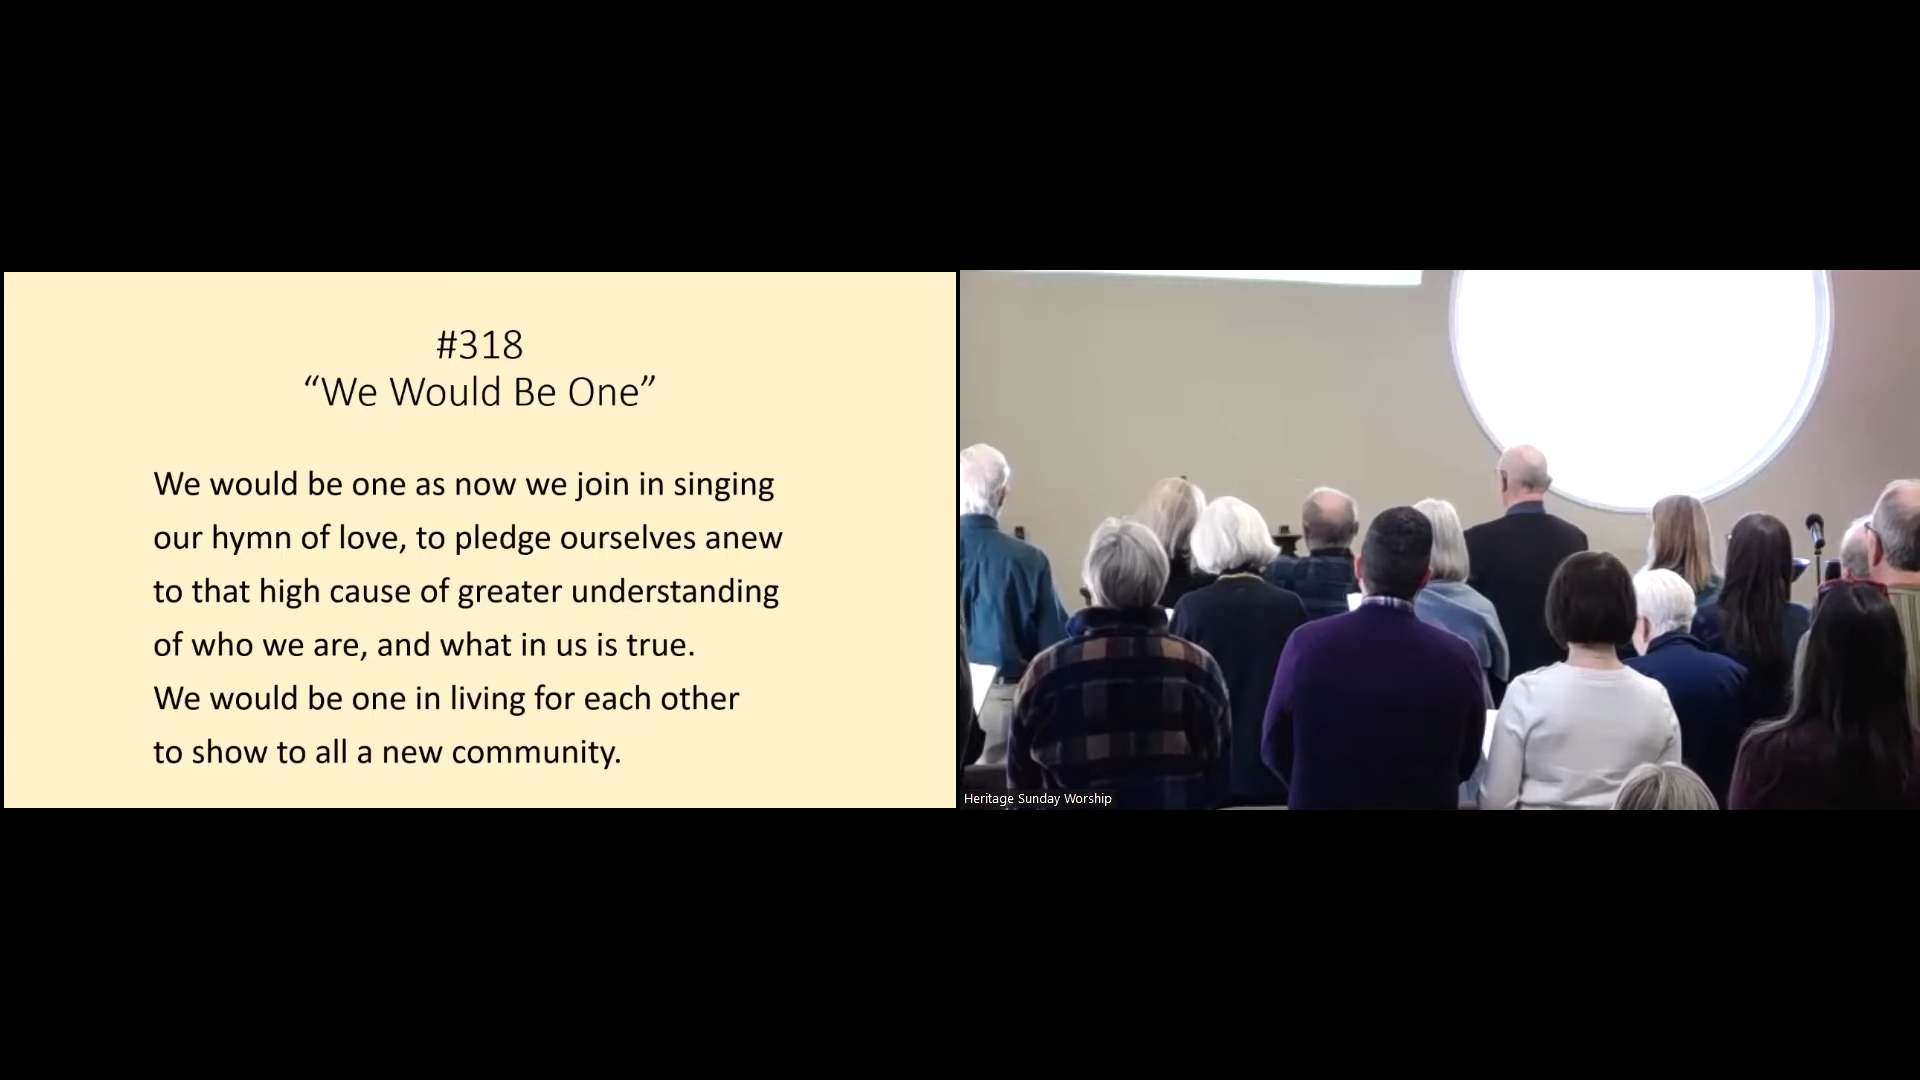 #318
“We Would Be One”
We would be one as now we join in singing
our hymn of love, to pledge ourselves anew
to that high cause of greater understanding
of who we are, and what in us is true.
We would be one in living for each other
to show to all a new community.
Heritage Sunday Worship